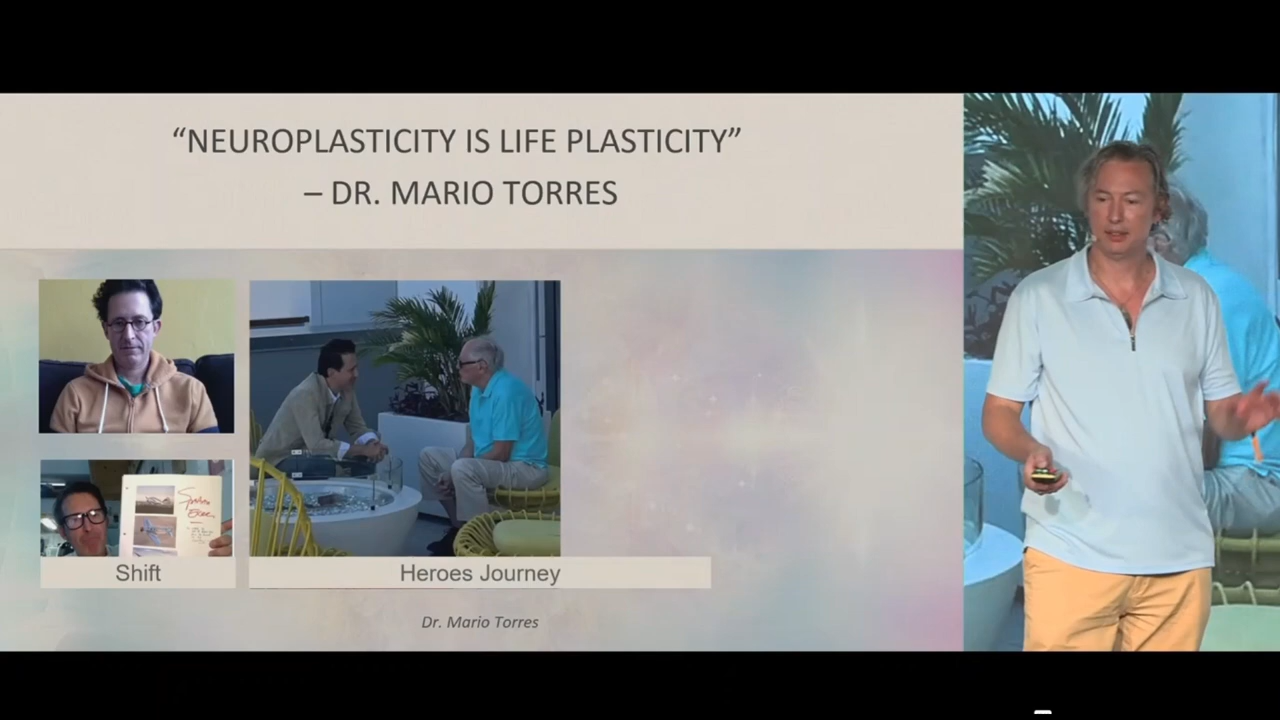 “NEUROPLASTICITY IS LIFE PLASTICITY”
– DR. MARIO TORRES
Shift
Heroes Journey
Dr. Mario Torres